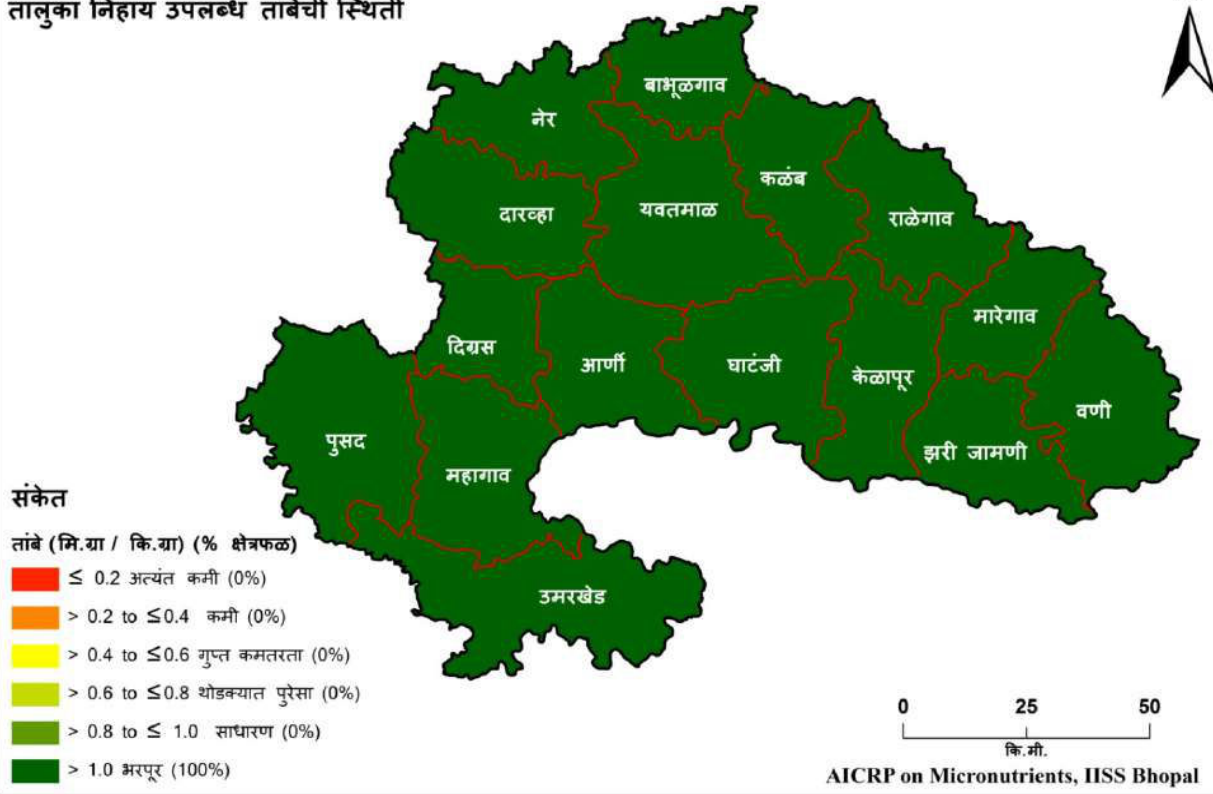 तालुका निहाय उपलब्ध तांबेची स्थिती
बाभूळगाव
नेर
कळंब
दारव्हा
यवतमाळ
राळेगाव
मारेगाव
दिग्रस
आर्णी
घाटंजी
केळापूर
वणी
पुसद
झरी जामणी
महागाव
उमरखेड
संकेत
तांबे (मि.ग्रा / कि.ग्रा) (% क्षेत्रफळ)
≤ 0.2 अत्यंत कमी (0%)
> 0.2 to ≤0.4 कमी (0%)
> 0.4 to ≤0.6 गुप्त कमतरता (0%)
> 0.6 to ≤0.8 थोडक्यात पुरेसा (0%)
> 0.8 to ≤ 1.0 साधारण (0%)
> 1.0 भरपूर (100%)
0 25 50
कि.मी.
AICRP on Micronutrients, IISS Bhopal